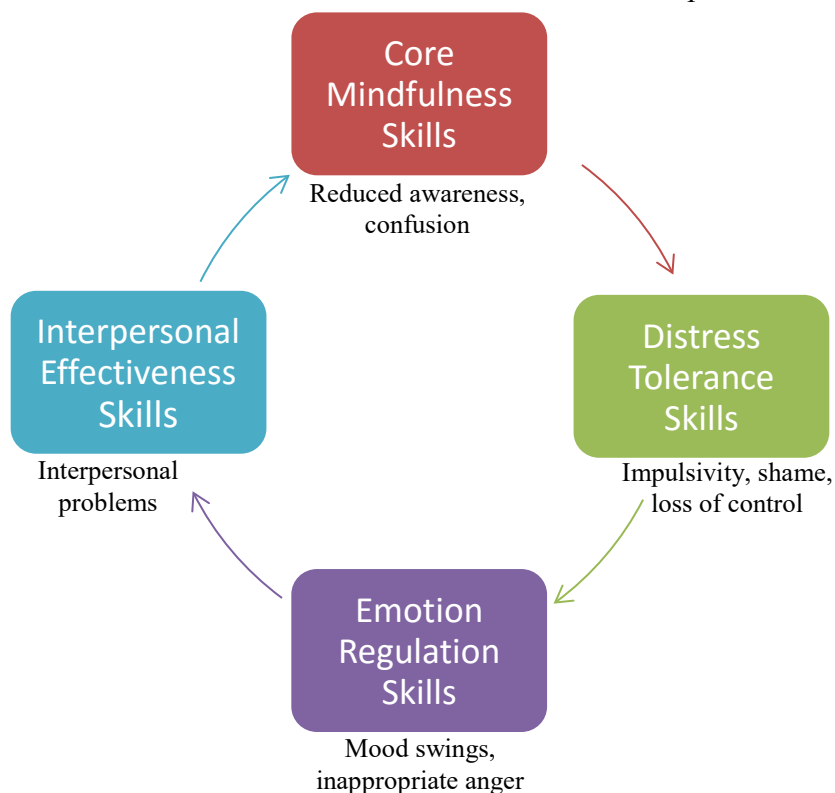 Core
Mindfulness
Skills
Reduced awareness,
confusion
Distress
Tolerance
Skills
Impulsivity, shame,
loss of control
Emotion
Regulation
Skills
Mood swings,
inappropriate anger
Interpersonal
Effectiveness
Skills
Interpersonal
problems